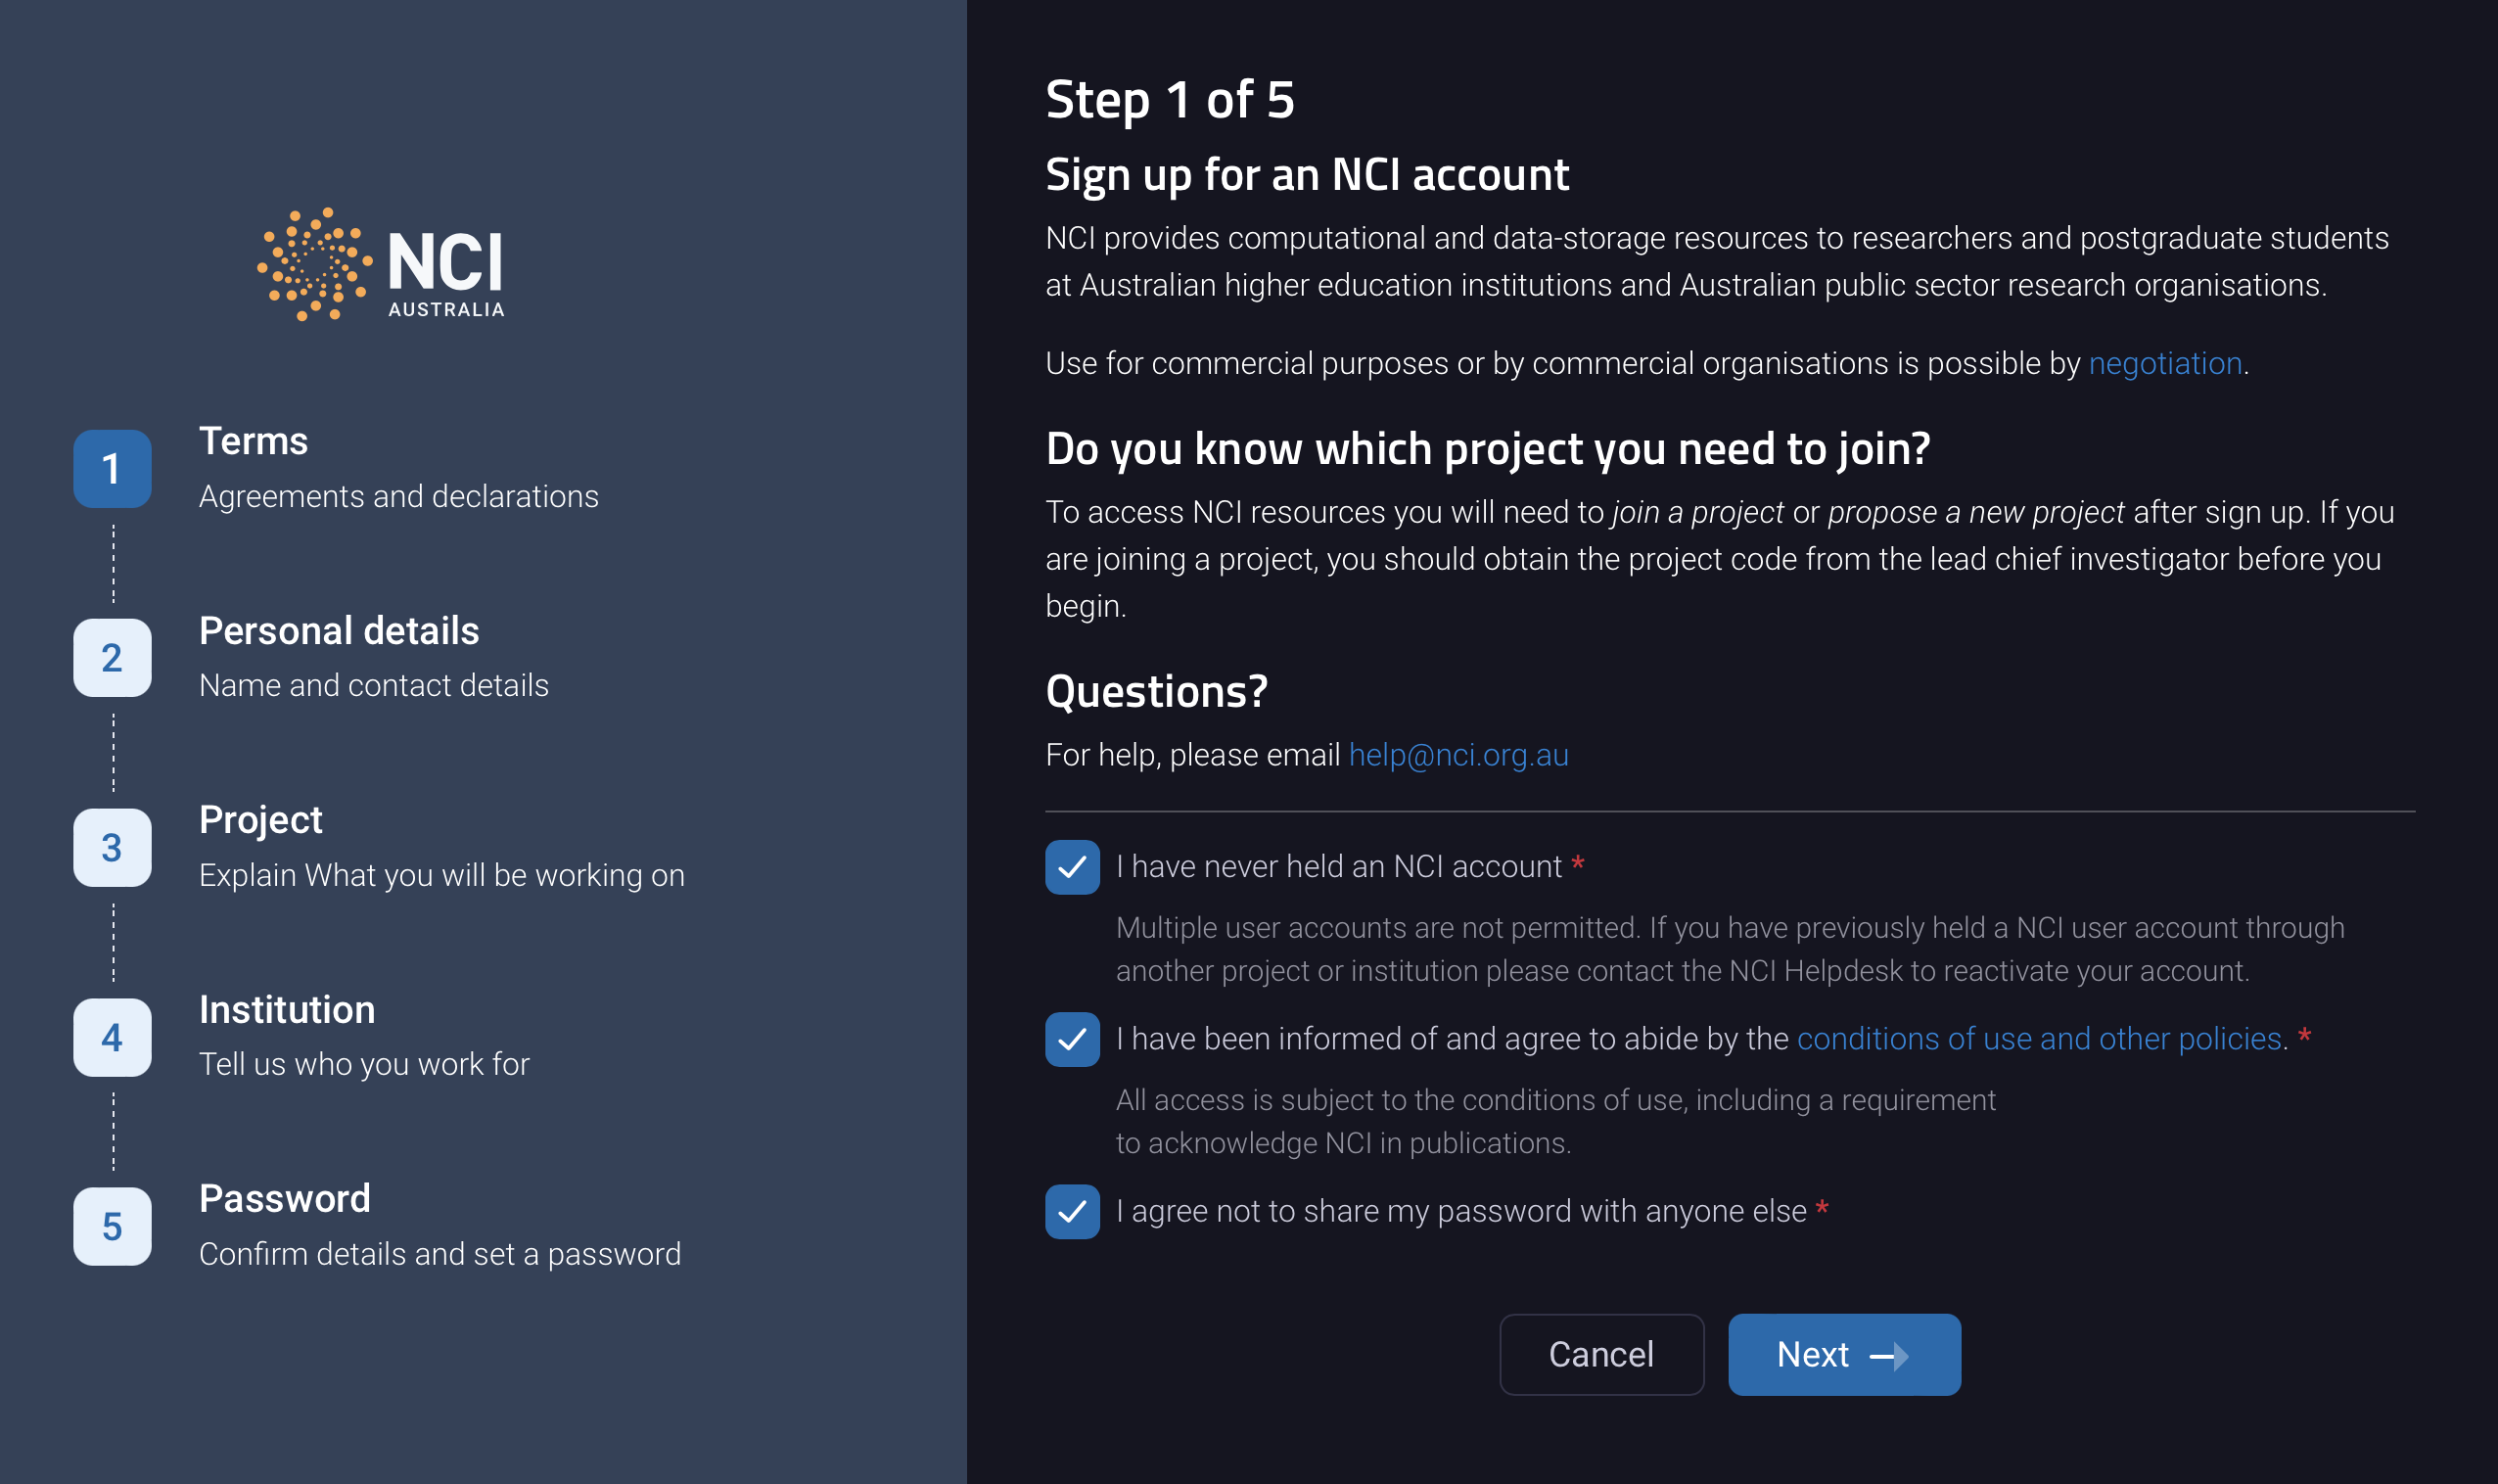 NCI
AUSTRALIA
1
Terms
Agreements and declarations
2
Personal details
Name and contact details
3
Project
Explain What you will be working on
4
Institution
Tell us who you work for
5
Password
Confirm details and set a password
Step 1 of 5
Sign up for an NCI account
NCI provides computational and data-storage resources to researchers and postgraduate students
at Australian higher education institutions and Australian public sector research organisations.
Use for commercial purposes or by commercial organisations is possible by negotiation.
Do you know which project you need to join?
To access NCI resources you will need to join a project or propose a new project after sign up. If you
are joining a project, you should obtain the project code from the lead chief investigator before you
begin.
Questions?
For help, please email help@nci.org.au
I have never held an NCI account *
Multiple user accounts are not permitted. If you have previously held a NCI user account through
another project or institution please contact the NCI Helpdesk to reactivate your account.
I have been informed of and agree to abide by the conditions of use and other policies. *
All access is subject to the conditions of use, including a requirement
to acknowledge NCI in publications.
I agree not to share my password with anyone else *
Cancel
Next